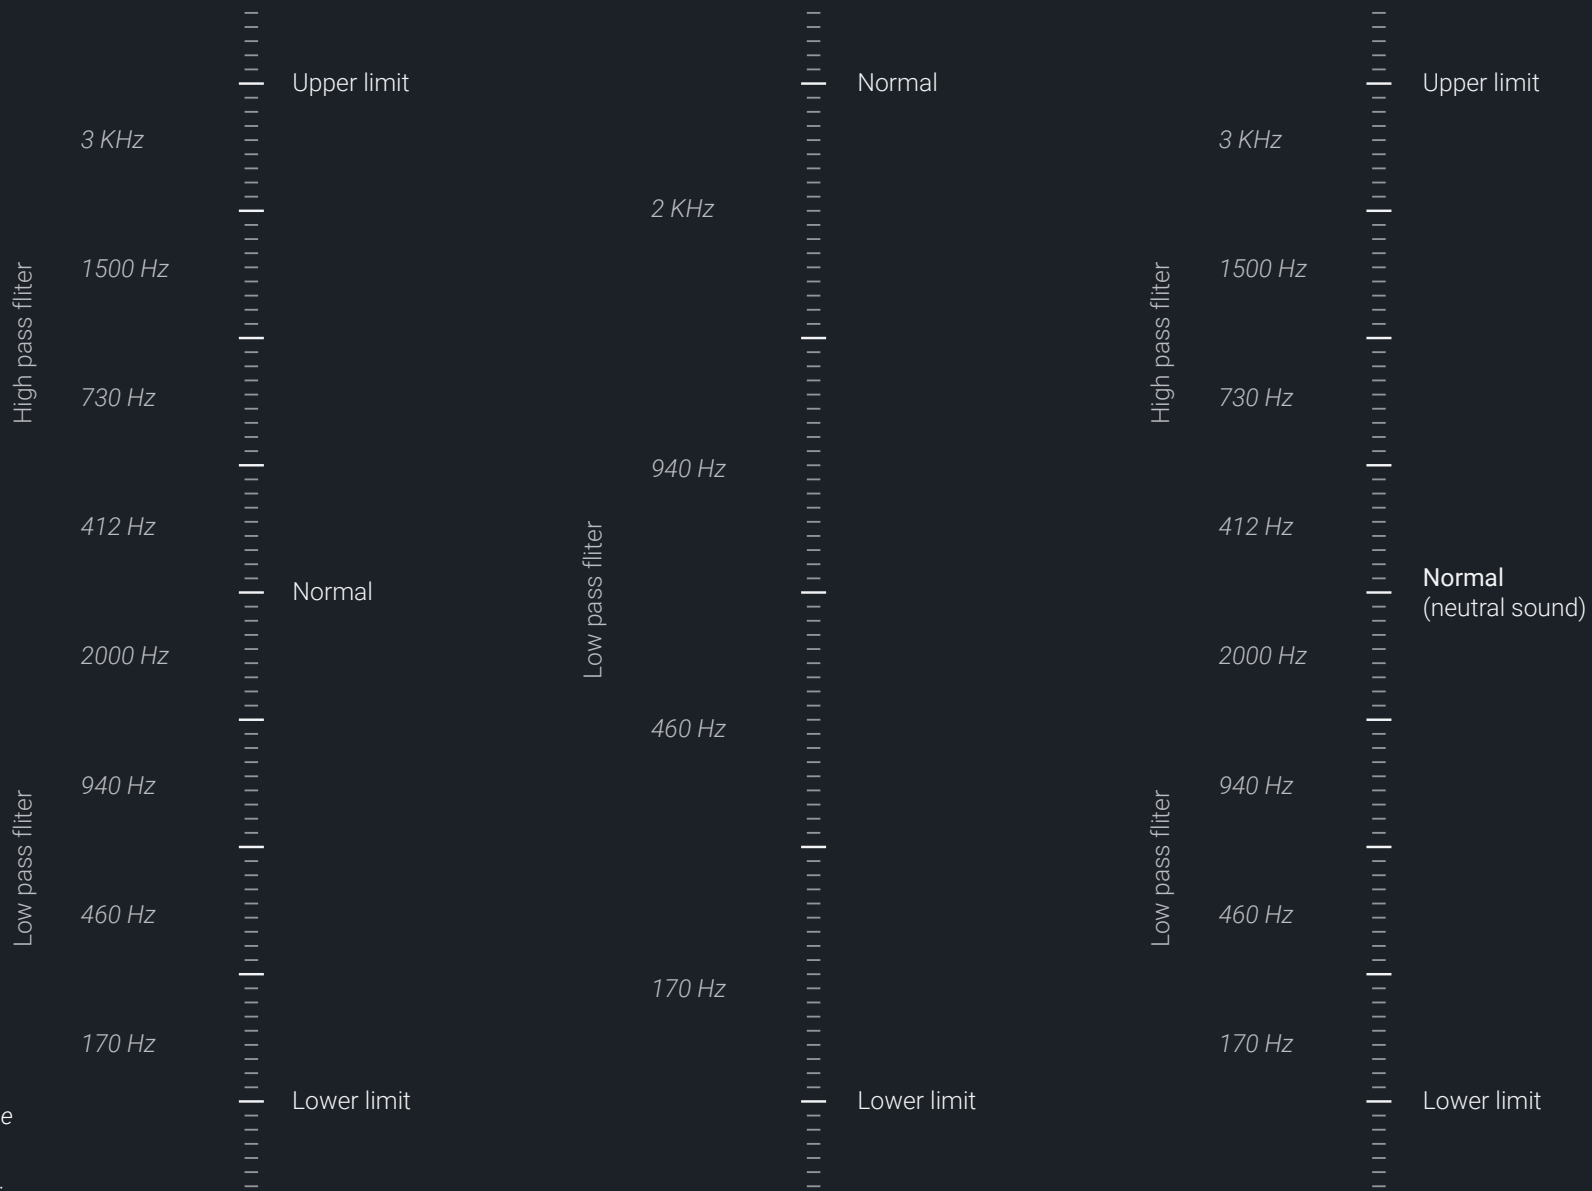 High pass fliter
Low pass fliter
3 KHz
1500 Hz
730 Hz
412 Hz
2000 Hz
940 Hz
460 Hz
170 Hz
Upper limit
Normal
Lower limit
e
Low pass fliter
2 KHz
940 Hz
460 Hz
170 Hz
Normal
Lower limit
High pass fliter
Low pass fliter
3 KHz
1500 Hz
730 Hz
412 Hz
2000 Hz
940 Hz
460 Hz
170 Hz
Upper limit
Normal
(neutral sound)
Lower limit